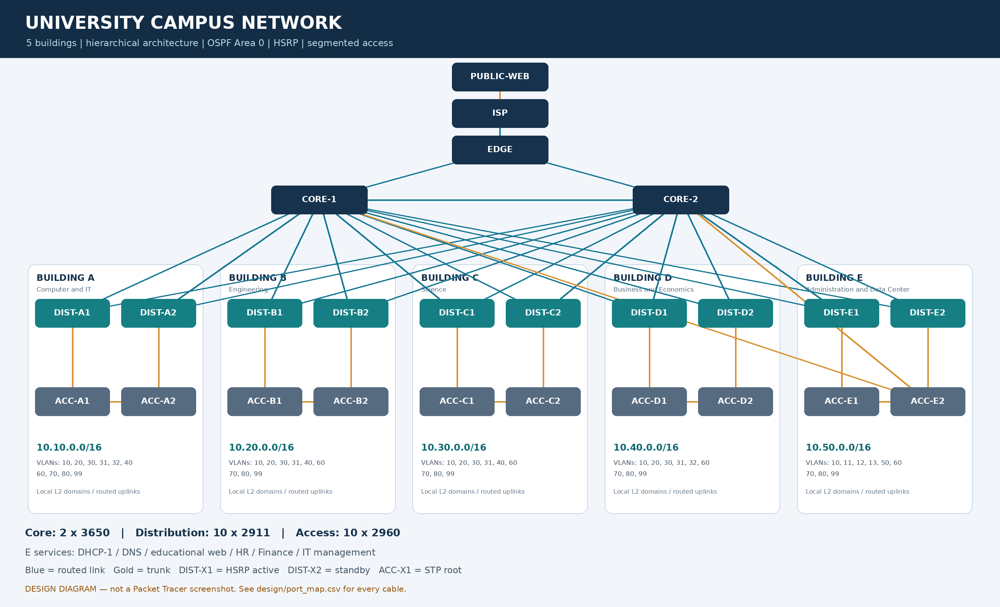 UNIVERSITY CAMPUS NETWORK
5 buildings | hierarchical architecture | OSPF Area 0 | HSRP | segmented access
PUBLIC-WEB
ISP
EDGE
CORE-1
CORE-2
BUILDING A
Computer and IT
DIST-A1
DIST-A2
ACC-A1
ACC-A2
10.10.0.0/16
VLANs: 10, 20, 30, 31, 32, 40
60, 70, 80, 99
Local L2 domains / routed uplinks
BUILDING B
Engineering
DIST-B1
DIST-B2
ACC-B1
ACC-B2
10.20.0.0/16
VLANs: 10, 20, 30, 31, 40, 60
70, 80, 99
Local L2 domains / routed uplinks
BUILDING C
Science
DIST-C1
DIST-C2
ACC-C1
ACC-C2
10.30.0.0/16
VLANs: 10, 20, 30, 31, 40, 60
70, 80, 99
Local L2 domains / routed uplinks
BUILDING D
Business and Economics
DIST-D1
DIST-D2
ACC-D1
ACC-D2
10.40.0.0/16
VLANs: 10, 20, 30, 31, 32, 60
70, 80, 99
Local L2 domains / routed uplinks
BUILDING E
Administration and Data Center
DIST-E1
DIST-E2
ACC-E1
ACC-E2
10.50.0.0/16
VLANs: 10, 11, 12, 13, 50, 60
70, 80, 99
Local L2 domains / routed uplinks
Core: 2 x 3650 | Distribution: 10 x 2911 | Access: 10 x 2960
E services: DHCP-1 / DNS / educational web / HR / Finance / IT management
Blue = routed link Gold = trunk DIST-X1 = HSRP active DIST-X2 = standby ACC-X1 = STP root
DESIGN DIAGRAM — not a Packet Tracer screenshot. See design/port_map.csv for every cable.